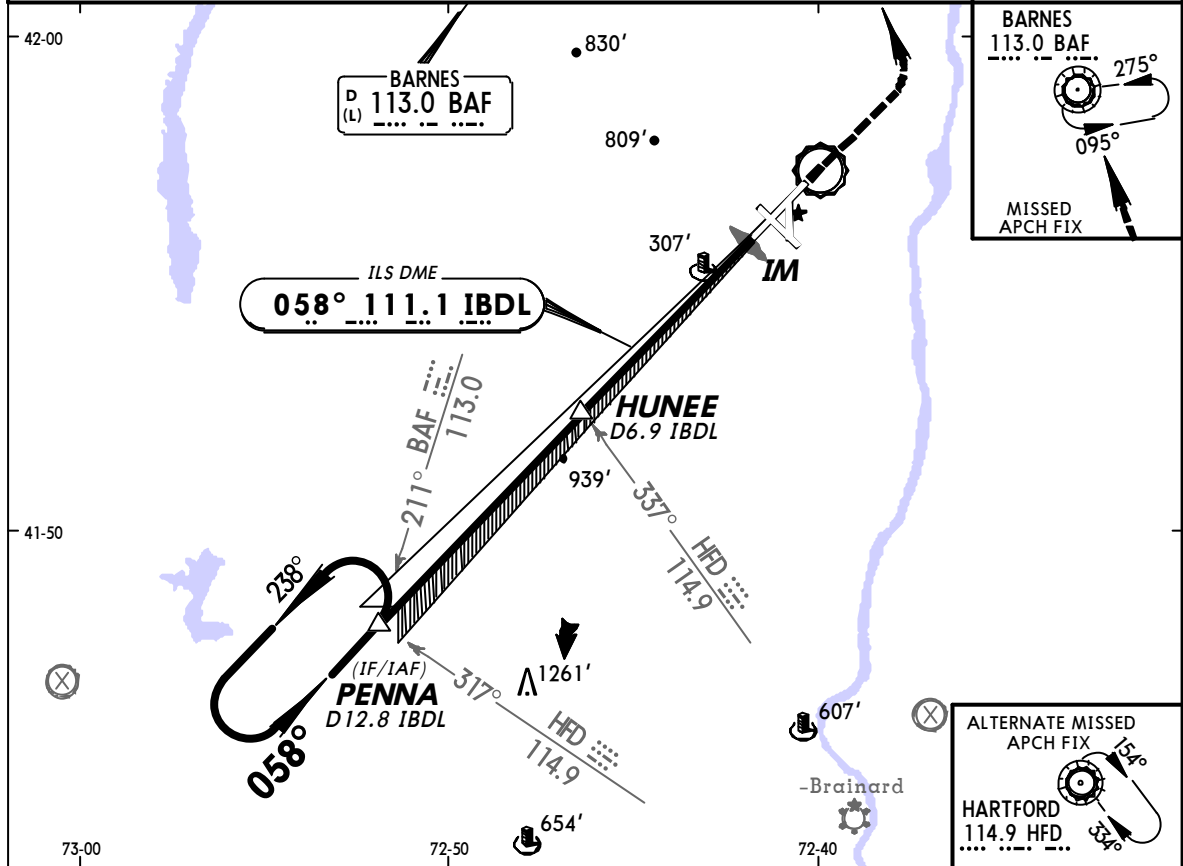 42-00
830'
BARNES
D
(L)
113.0 BAF
809'
BARNES
113.0 BAF
275°
095°
MISSED
APCH FIX
307'
IM
ILS DME
058° 111.1 IBDL
211° BAF
113.0
HUNEE
D6.9 IBDL
939'
337° HFD
114.9
41-50
238°
(IF/IAF)
PENNA
D12.8 IBDL
058°
1261'
317° HFD
114.9
607'
X
X
-Brainard
654'
ALTERNATE MISSED
APCH FIX
154°
334°
HARTFORD
114.9 HFD
73-00
72-50
72-40